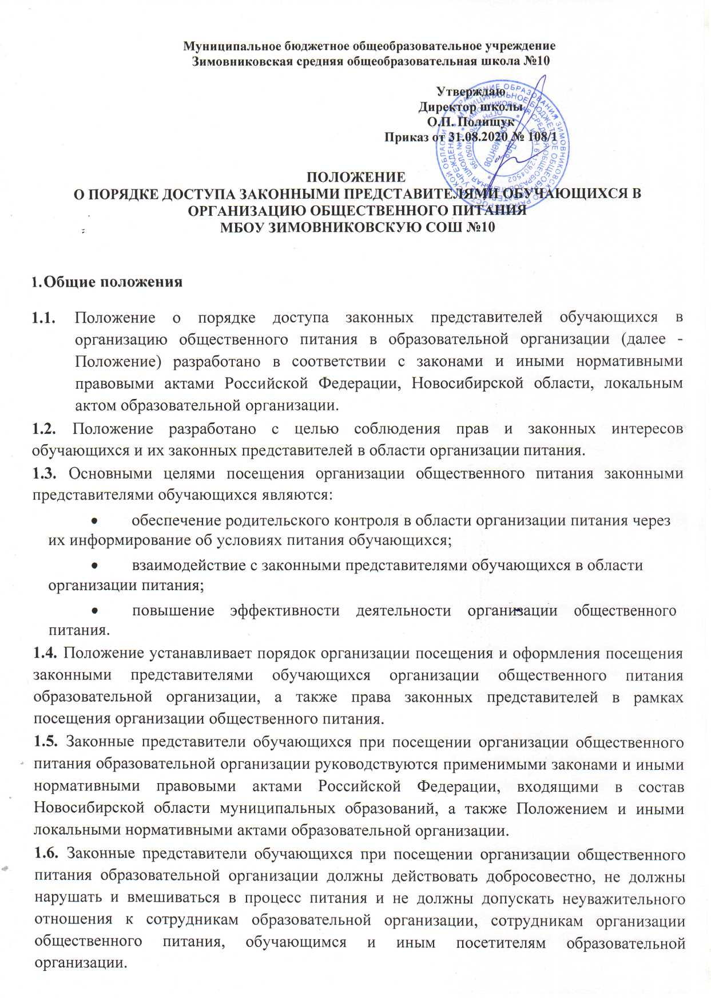 Муниципальное бюджетное общеобразовательное учреждение
Зимовниковская средняя общеобразовательная школа №10
Утверждаю
Директор школы
О.П. Полищук
Приказ от 31.08.2020 № 108/1
ПОЛОЖЕНИЕ
О ПОРЯДКЕ ДОСТУПА ЗАКОННЫМИ ПРЕДСТАВИТЕЛЯМИ ОБУЧАЮЩИХСЯ В
ОРГАНИЗАЦИЮ ОБЩЕСТВЕННОГО ПИТАНИЯ
МБОУ ЗИМОВНИКОВСКУЮ СОШ №10
1.Общие положения
1.1. Положение о порядке доступа законных представителей обучающихся в
организацию общественного питания в образовательной организации (далее -
Положение) разработано в соответствии с законами и иными нормативными
правовыми актами Российской Федерации, Новосибирской области, локальным
актом образовательной организации.
1.2. Положение разработано с целью соблюдения прав и законных интересов
обучающихся и их законных представителей в области организации питания.
1.3. Основными целями посещения организации общественного питания законными
представителями обучающихся являются:
• обеспечение родительского контроля в области организации питания через
их информирование об условиях питания обучающихся;
• взаимодействие с законными представителями обучающихся в области
организации питания;
• повышение эффективности деятельности организации общественного
питания.
1.4. Положение устанавливает порядок организации посещения и оформления посещения
законными представителями обучающихся организации общественного питания
образовательной организации, а также права законных представителей в рамках
посещения организации общественного питания.
1.5. Законные представители обучающихся при посещении организации общественного
питания образовательной организации руководствуются применимыми законами и иными
нормативными правовыми актами Российской Федерации, входящими в состав
Новосибирской области муниципальных образований, а также Положением и иными
локальными нормативными актами образовательной организации.
1.6. Законные представители обучающихся при посещении организации общественного
питания образовательной организации должны действовать добросовестно, не должны
нарушать и вмешиваться в процесс питания и не должны допускать неуважительного
отношения к сотрудникам образовательной организации, сотрудникам организации
общественного питания, обучающимся и иным посетителям образовательной
организации.